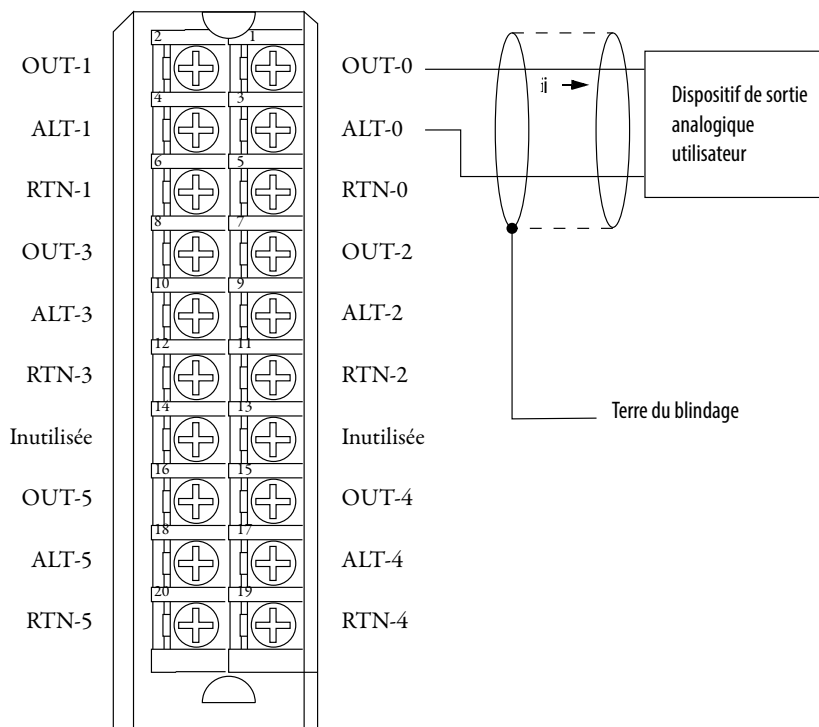 2 1
OUT-1 OUT-0
i Dispositif de sortie
analogique
utilisateur
4 3
ALT-1 ALT-0
6 5
RTN-1 RTN-0
8 7
OUT-3 OUT-2
10 9
ALT-3 ALT-2
12 11
RTN-3 RTN-2
Terre du blindage
14 13
Inutilisée Inutilisée
16 15
OUT-5 OUT-4
18 17
ALT-5 ALT-4
20 19
RTN-5 RTN-4